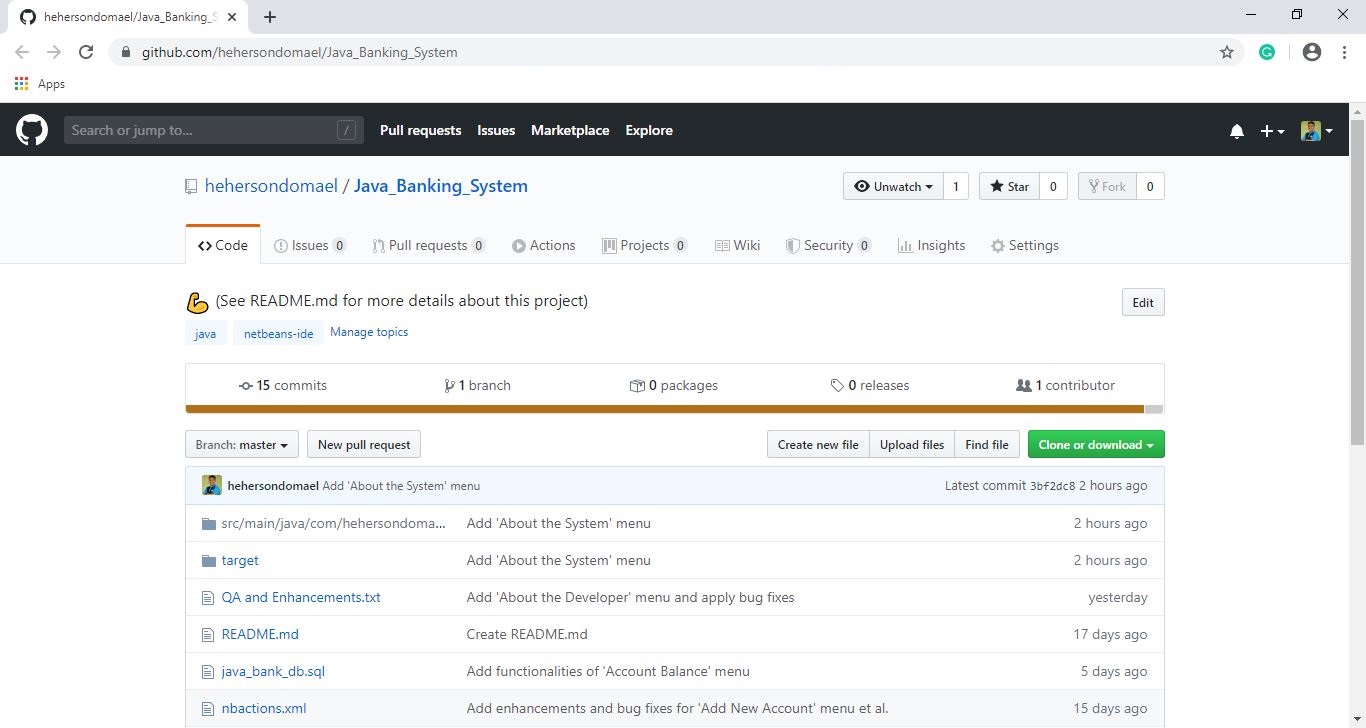 hehersondomael/Java_Banking_S
github.com/hehersondomael/Java_Banking_System
Apps
Search or jump to... / Pull requests Issues Marketplace Explore
hehersondomael / Java_Banking_System Unwatch 1 Star 0 Fork 0
Code Issues 0 Pull requests 0 Actions Projects 0 Wiki Security 0 Insights Settings
(See README.md for more details about this project) Edit
java netbeans-ide Manage topics
15 commits 1 branch 0 packages 0 releases 1 contributor
Branch: master New pull request Create new file Upload files Find file Clone or download
hehersondomael Add 'About the System' menu Latest commit 3bf2dc8 2 hours ago
src/main/java/com/hehersondoma... Add 'About the System' menu 2 hours ago
target Add 'About the System' menu 2 hours ago
QA and Enhancements.txt Add 'About the Developer' menu and apply bug fixes yesterday
README.md Create README.md 17 days ago
java_bank_db.sql Add functionalities of 'Account Balance' menu 5 days ago
nbactions.xml Add enhancements and bug fixes for 'Add New Account' menu et al. 15 days ago